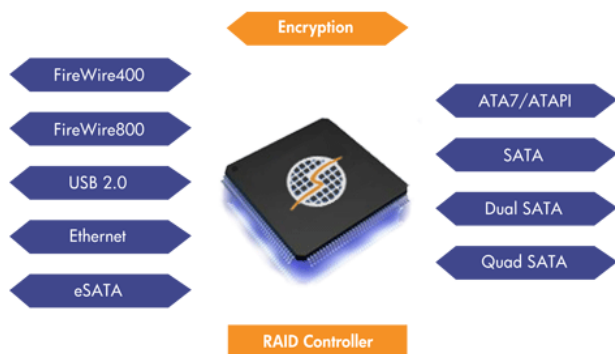 Encryption
FireWire400
FireWire800
USB 2.0
Ethernet
eSATA
ATA7/ATAPI
SATA
Dual SATA
Quad SATA
RAID Controller